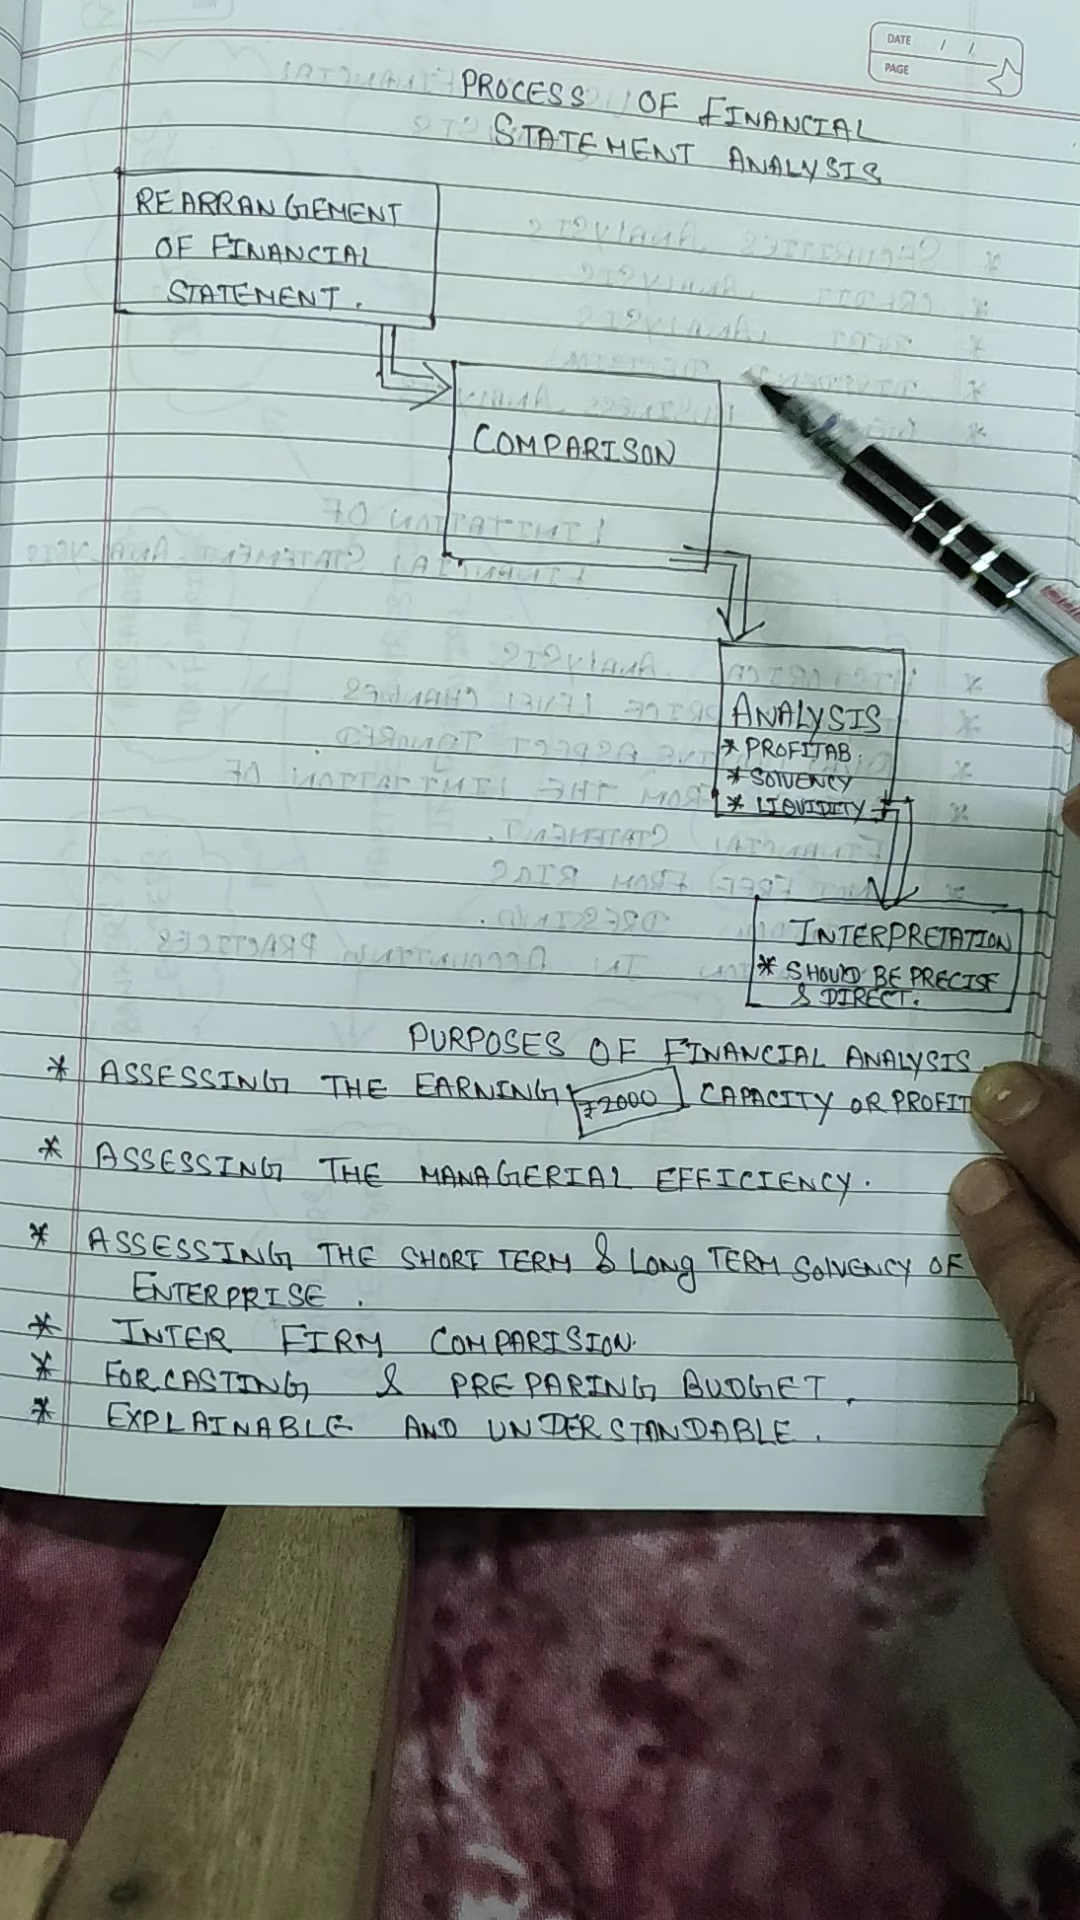 DATE / /
PAGE
PROCESS OF FINANCIAL
STATEMENT ANALYSIS
REARRANGEMENT
OF FINANCIAL
STATEMENT.
COMPARISON
ANALYSIS
* PROFITAB.
* SOLVENCY
* LIQUIDITY
INTERPRETATION
* SHOULD BE PRECISE
& DIRECT.
PURPOSES OF FINANCIAL ANALYSIS
* ASSESSING THE EARNING ₹2000 CAPACITY OR PROFIT
* ASSESSING THE MANAGERIAL EFFICIENCY.
* ASSESSING THE SHORT TERM & LONG TERM SOLVENCY OF
ENTERPRISE.
* INTER FIRM COMPARISION.
* FORCASTING & PREPARING BUDGET.
* EXPLAINABLE AND UNDERSTANDABLE.